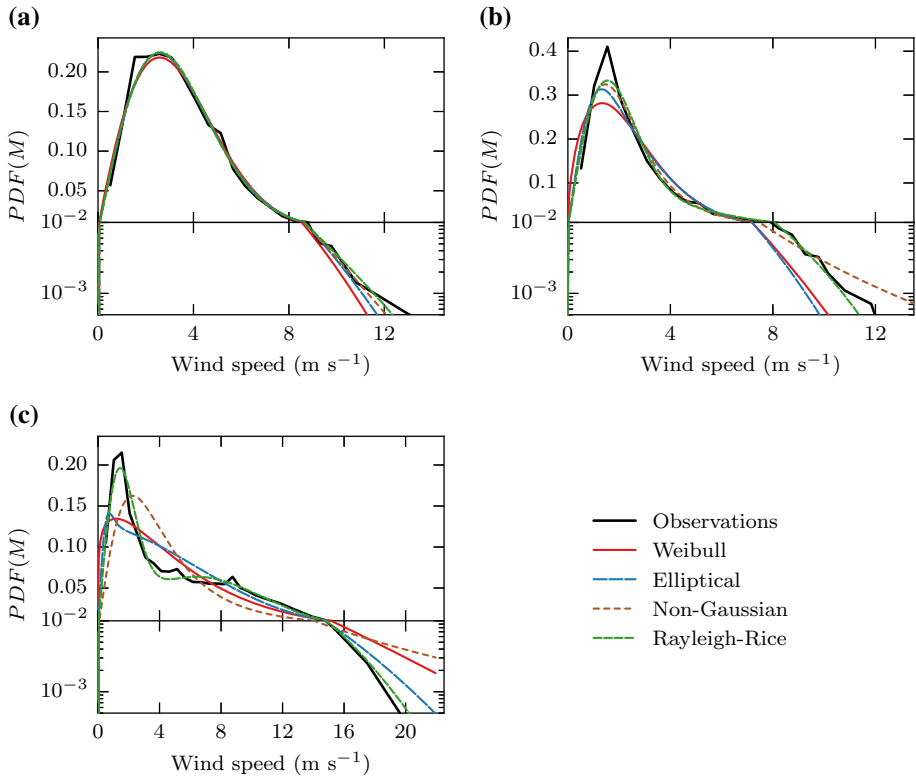 (a)
0.20
0.15
0.10
0.05
10⁻²
10⁻³
PDF(M)
0 4 8 12
Wind speed (m s⁻¹)
(b)
0.4
0.3
0.2
0.1
10⁻²
10⁻³
PDF(M)
0 4 8 12
Wind speed (m s⁻¹)
(c)
0.20
0.15
0.10
0.05
10⁻²
10⁻³
PDF(M)
0 4 8 12 16 20
Wind speed (m s⁻¹)
Observations
Weibull
Elliptical
Non-Gaussian
Rayleigh-Rice